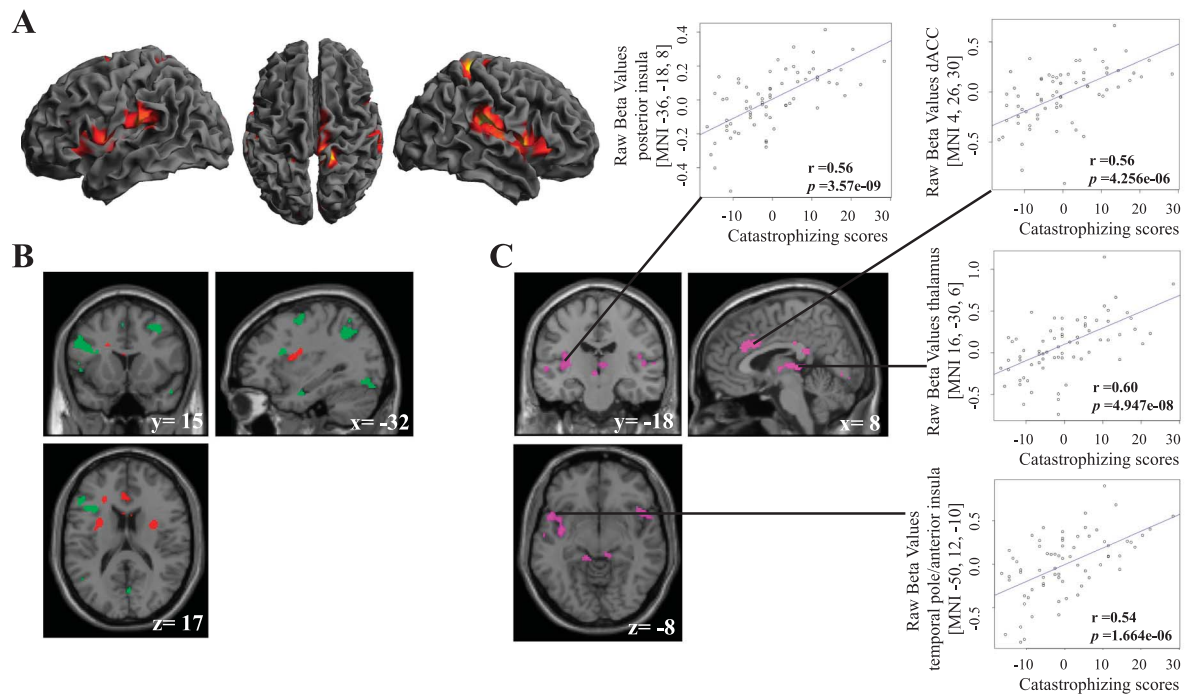 A
Raw Beta Values
posterior insula
[MNI -36, -18, 8]
0.4
0.2
0.0
-0.2
-0.4
r =0.56
p =3.57e-09
-10
0
10
20
30
Catastrophizing scores
Raw Beta Values dACC
[MNI 4, 26, 30]
0.5
0.0
-0.5
r =0.56
p =4.256e-06
-10
0
10
20
30
Catastrophizing scores
B
y= 15
x= -32
z= 17
C
y= -18
x= 8
z= -8
Raw Beta Values thalamus
[MNI 16, -30, 6]
1.0
0.5
0.0
-0.5
r =0.60
p =4.947e-08
-10
0
10
20
30
Catastrophizing scores
Raw Beta Values
temporal pole/anterior insula
[MNI -50, 12, -10]
0.5
0.0
-0.5
r =0.54
p =1.664e-06
-10
0
10
20
30
Catastrophizing scores